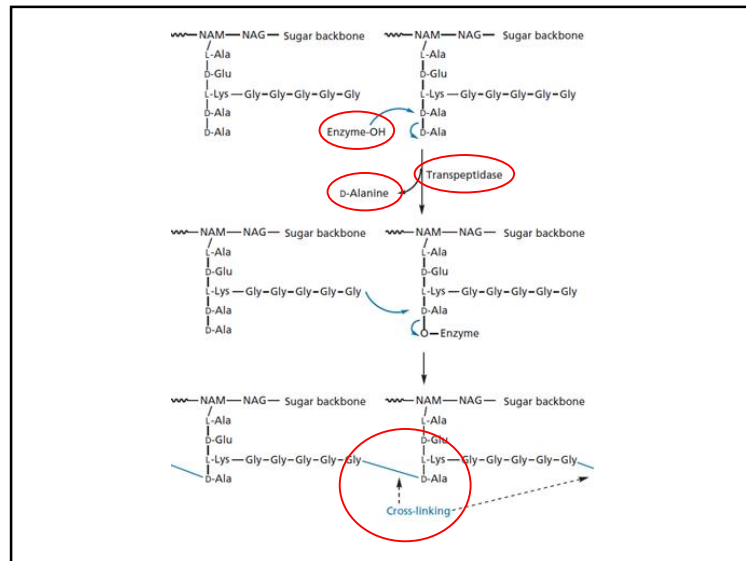 NAM—NAG— Sugar backbone NAM—NAG— Sugar backbone
L-Ala L-Ala
D-Glu D-Glu
L-Lys—Gly—Gly—Gly—Gly—Gly L-Lys—Gly—Gly—Gly—Gly—Gly
D-Ala D-Ala
D-Ala Enzyme-OH D-Ala
Transpeptidase
D-Alanine
NAM—NAG— Sugar backbone NAM—NAG— Sugar backbone
L-Ala L-Ala
D-Glu D-Glu
L-Lys—Gly—Gly—Gly—Gly—Gly L-Lys—Gly—Gly—Gly—Gly—Gly
D-Ala D-Ala
D-Ala O—Enzyme
NAM—NAG— Sugar backbone NAM—NAG— Sugar backbone
L-Ala L-Ala
D-Glu D-Glu
L-Lys—Gly—Gly—Gly—Gly—Gly L-Lys—Gly—Gly—Gly—Gly—Gly
D-Ala D-Ala
Cross-linking